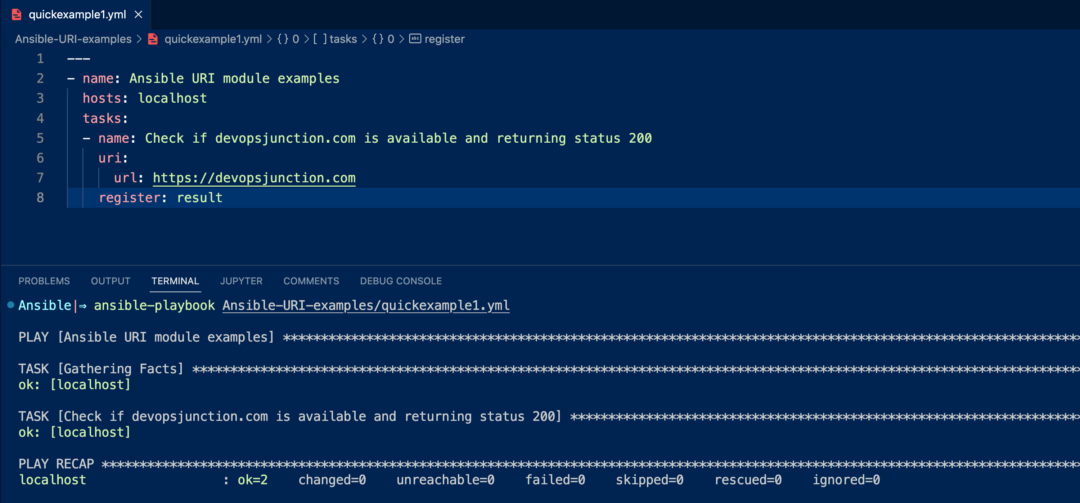 quickexample1.yml ×
Ansible-URI-examples > quickexample1.yml > {} 0 > [ ] tasks > {} 0 > abc register
1 ---
2 - name: Ansible URI module examples
3   hosts: localhost
4   tasks:
5   - name: Check if devopsjunction.com is available and returning status 200
6     uri:
7       url: https://devopsjunction.com
8     register: result
PROBLEMS OUTPUT TERMINAL JUPYTER COMMENTS DEBUG CONSOLE
Ansible|⇒ ansible-playbook Ansible-URI-examples/quickexample1.yml
PLAY [Ansible URI module examples] ******************************************************************************************************
TASK [Gathering Facts] ******************************************************************************************************************
ok: [localhost]
TASK [Check if devopsjunction.com is available and returning status 200] ****************************************************************
ok: [localhost]
PLAY RECAP ******************************************************************************************************************************
localhost                  : ok=2    changed=0    unreachable=0    failed=0    skipped=0    rescued=0    ignored=0